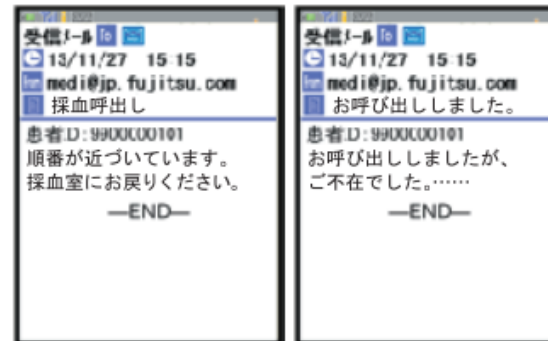 受信メール
13/11/27 15:15
medi@jp.fujitsu.com
採血呼出し
患者ID:9900000101
順番が近づいています。
採血室にお戻りください。
—END—
受信メール
13/11/27 15:15
medi@jp.fujitsu.com
お呼び出ししました。
患者ID:9900000101
お呼び出ししましたが、
ご不在でした。……
—END—